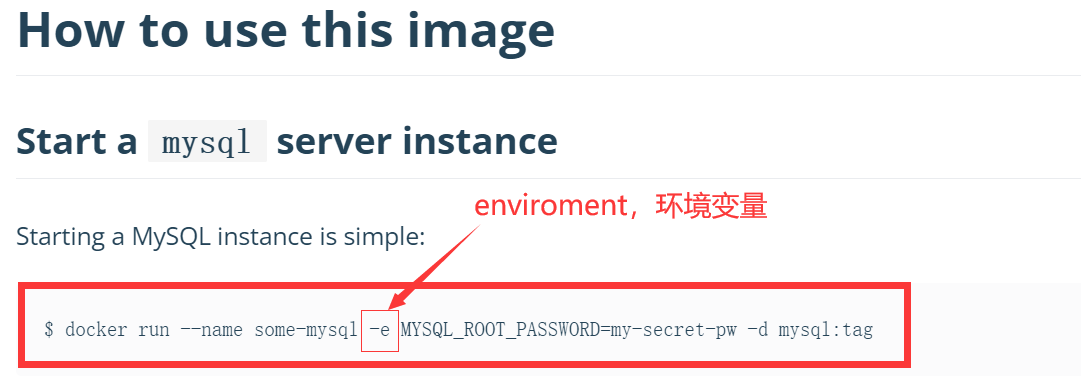 How to use this image
Start a mysql server instance
enviroment，环境变量
Starting a MySQL instance is simple:
$ docker run --name some-mysql -e MYSQL_ROOT_PASSWORD=my-secret-pw -d mysql:tag